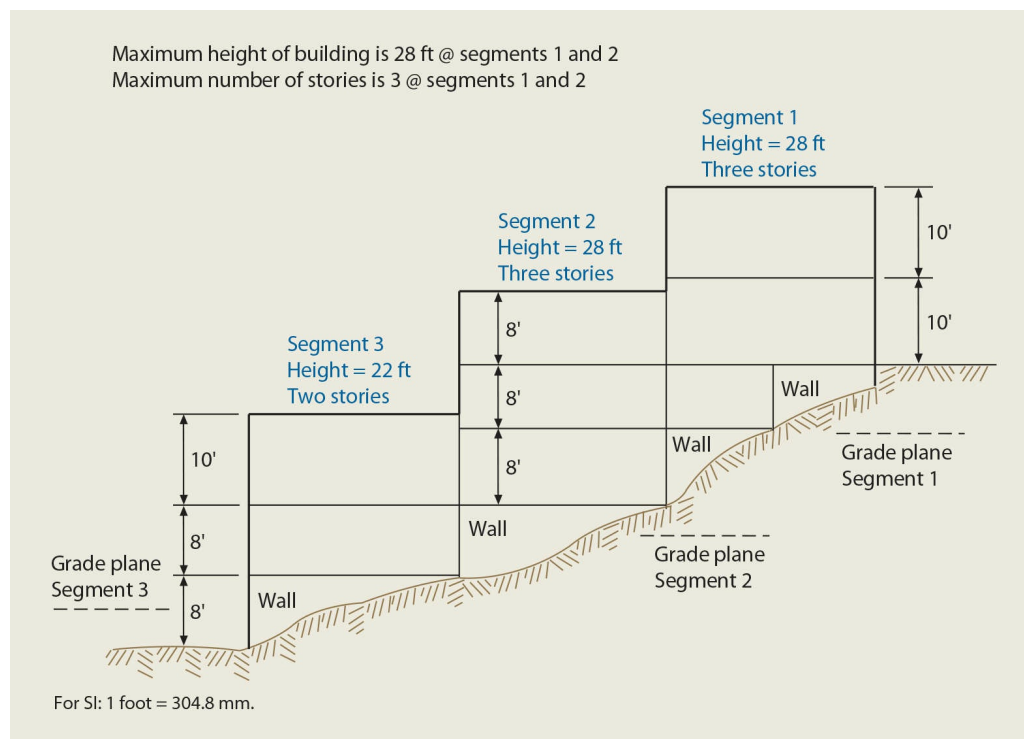 Maximum height of building is 28 ft @ segments 1 and 2
Maximum number of stories is 3 @ segments 1 and 2
Segment 1
Height = 28 ft
Three stories
Segment 2
Height = 28 ft
Three stories
10'
10'
Segment 3
Height = 22 ft
Two stories
8'
8'
8'
Wall
Wall
Grade plane
Segment 1
10'
8'
8'
Wall
Grade plane
Segment 2
Grade plane
Segment 3
Wall
For SI: 1 foot = 304.8 mm.